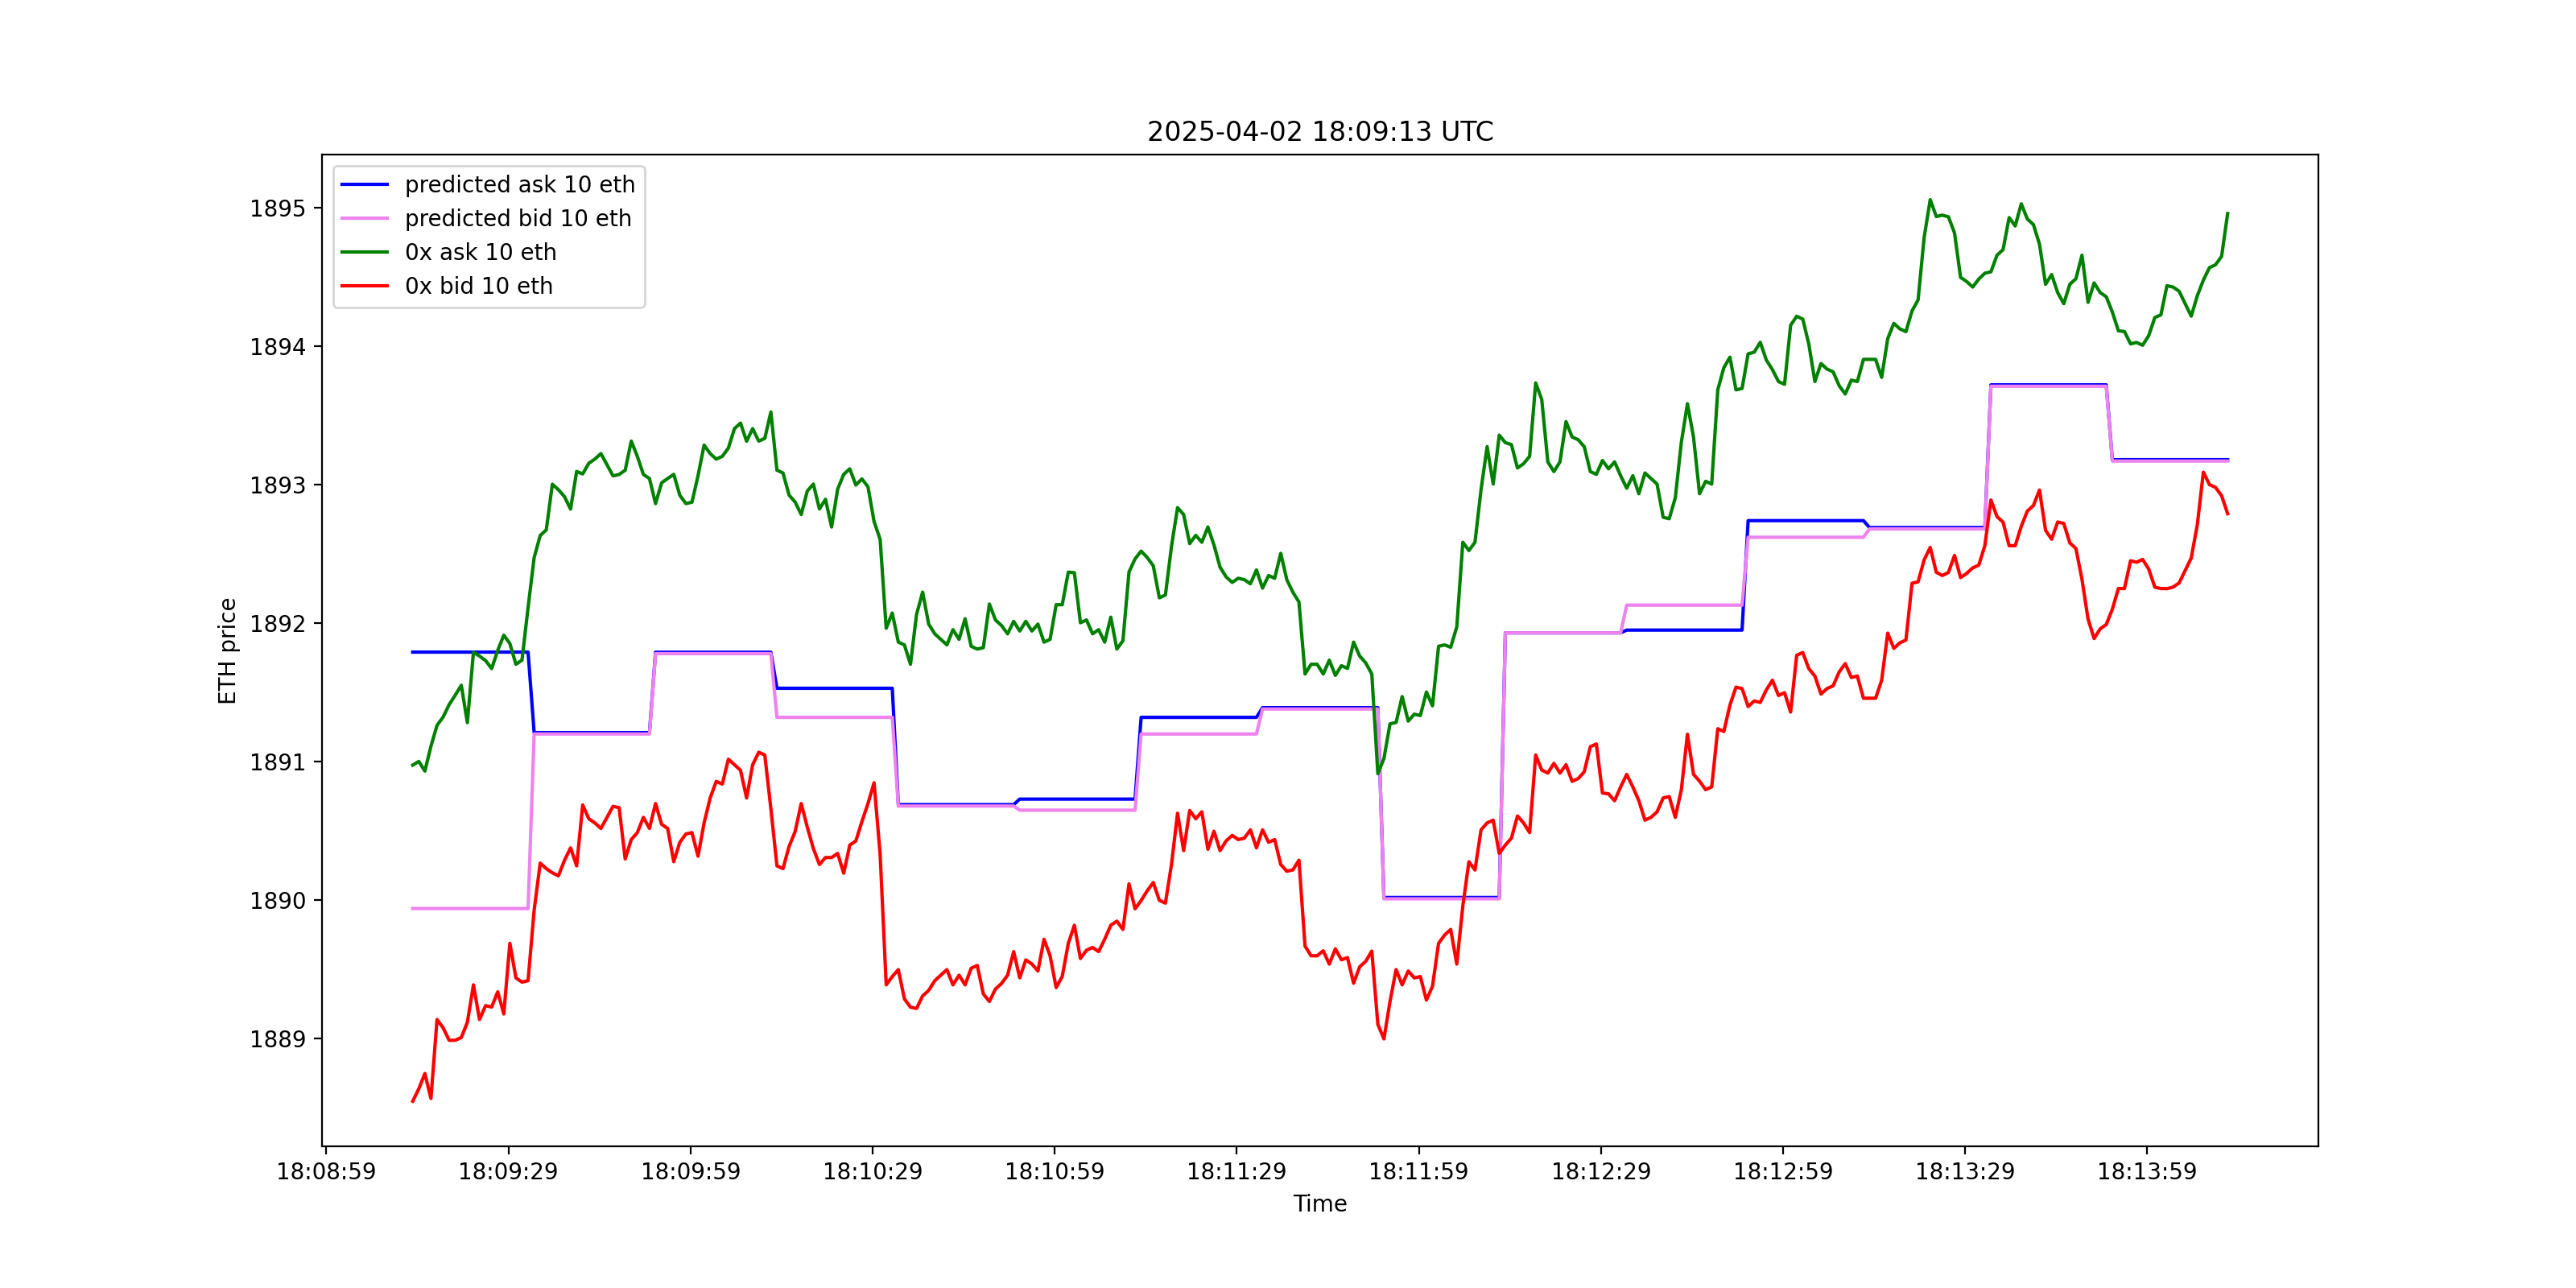 2025-04-02 18:09:13 UTC
predicted ask 10 eth
predicted bid 10 eth
0x ask 10 eth
0x bid 10 eth
1895
1894
1893
1892
1891
1890
1889
ETH price
18:08:59 18:09:29 18:09:59 18:10:29 18:10:59 18:11:29 18:11:59 18:12:29 18:12:59 18:13:29 18:13:59
Time